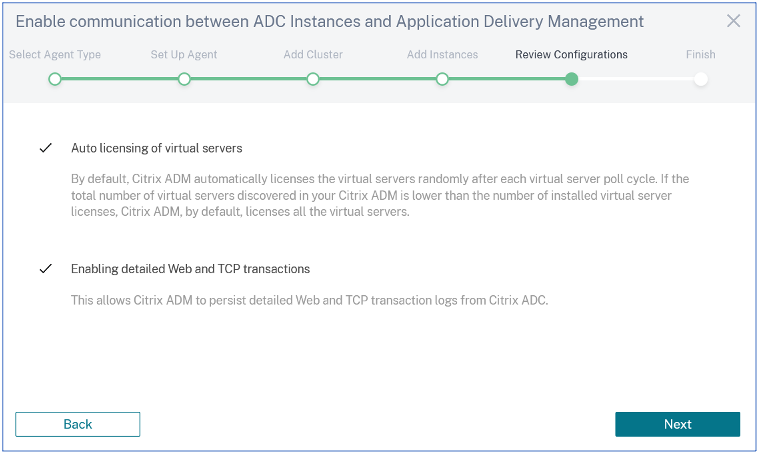 Enable communication between ADC Instances and Application Delivery Management
Select Agent Type
Set Up Agent
Add Cluster
Add Instances
Review Configurations
Finish
Auto licensing of virtual servers
By default, Citrix ADM automatically licenses the virtual servers randomly after each virtual server poll cycle. If the
total number of virtual servers discovered in your Citrix ADM is lower than the number of installed virtual server
licenses, Citrix ADM, by default, licenses all the virtual servers.
Enabling detailed Web and TCP transactions
This allows Citrix ADM to persist detailed Web and TCP transaction logs from Citrix ADC.
Back
Next